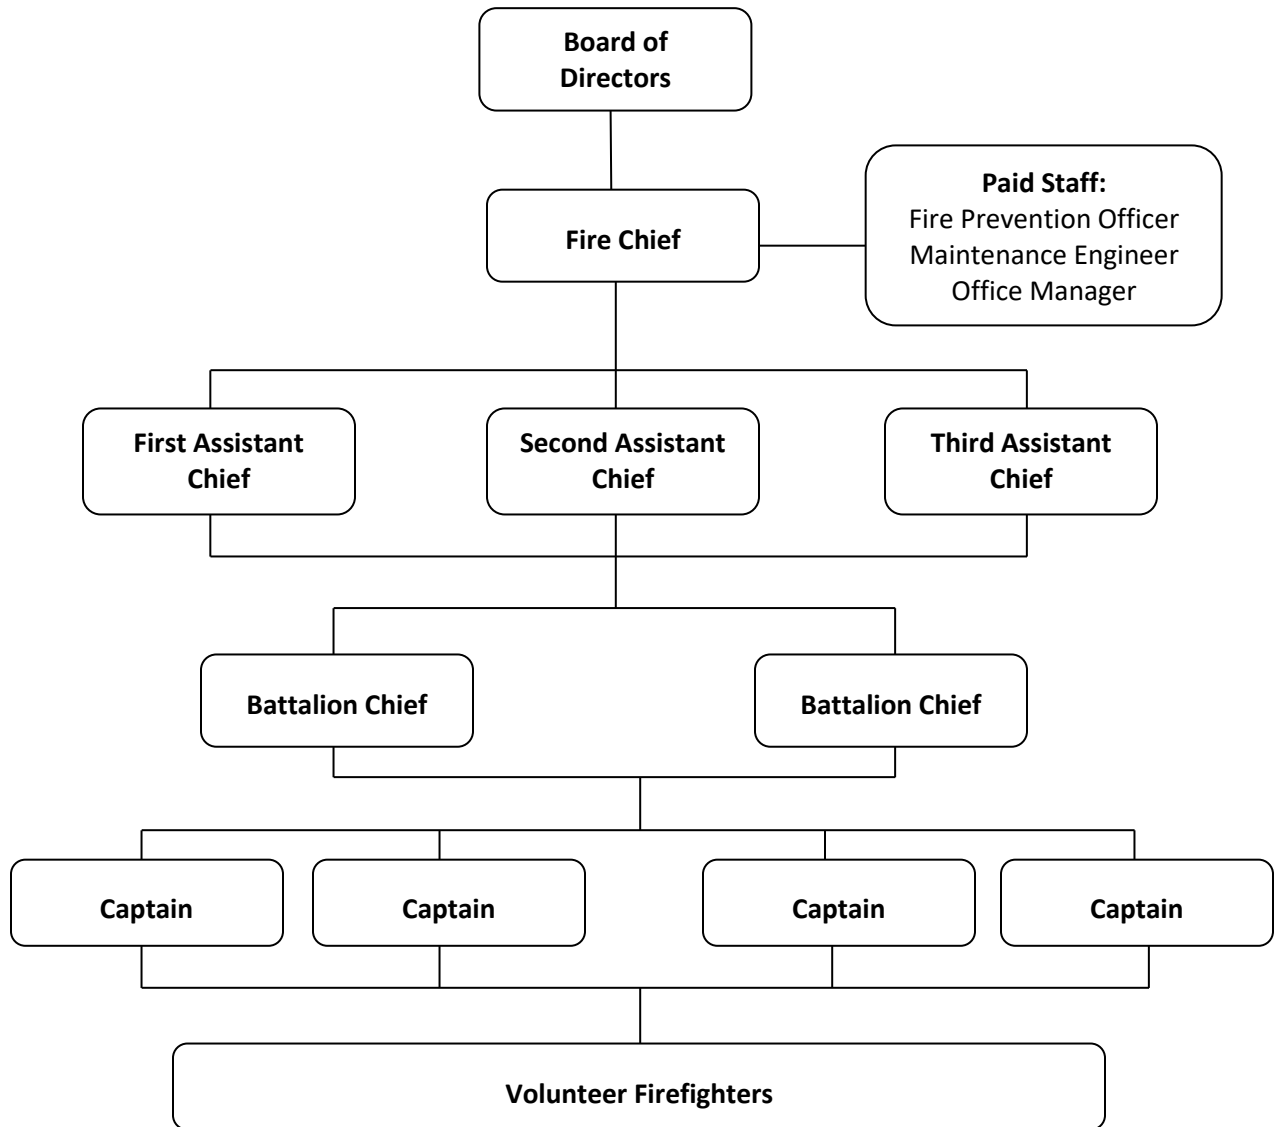 Board of
Directors
Paid Staff:
Fire Prevention Officer
Maintenance Engineer
Office Manager
Fire Chief
First Assistant
Chief
Second Assistant
Chief
Third Assistant
Chief
Battalion Chief
Battalion Chief
Captain
Captain
Captain
Captain
Volunteer Firefighters